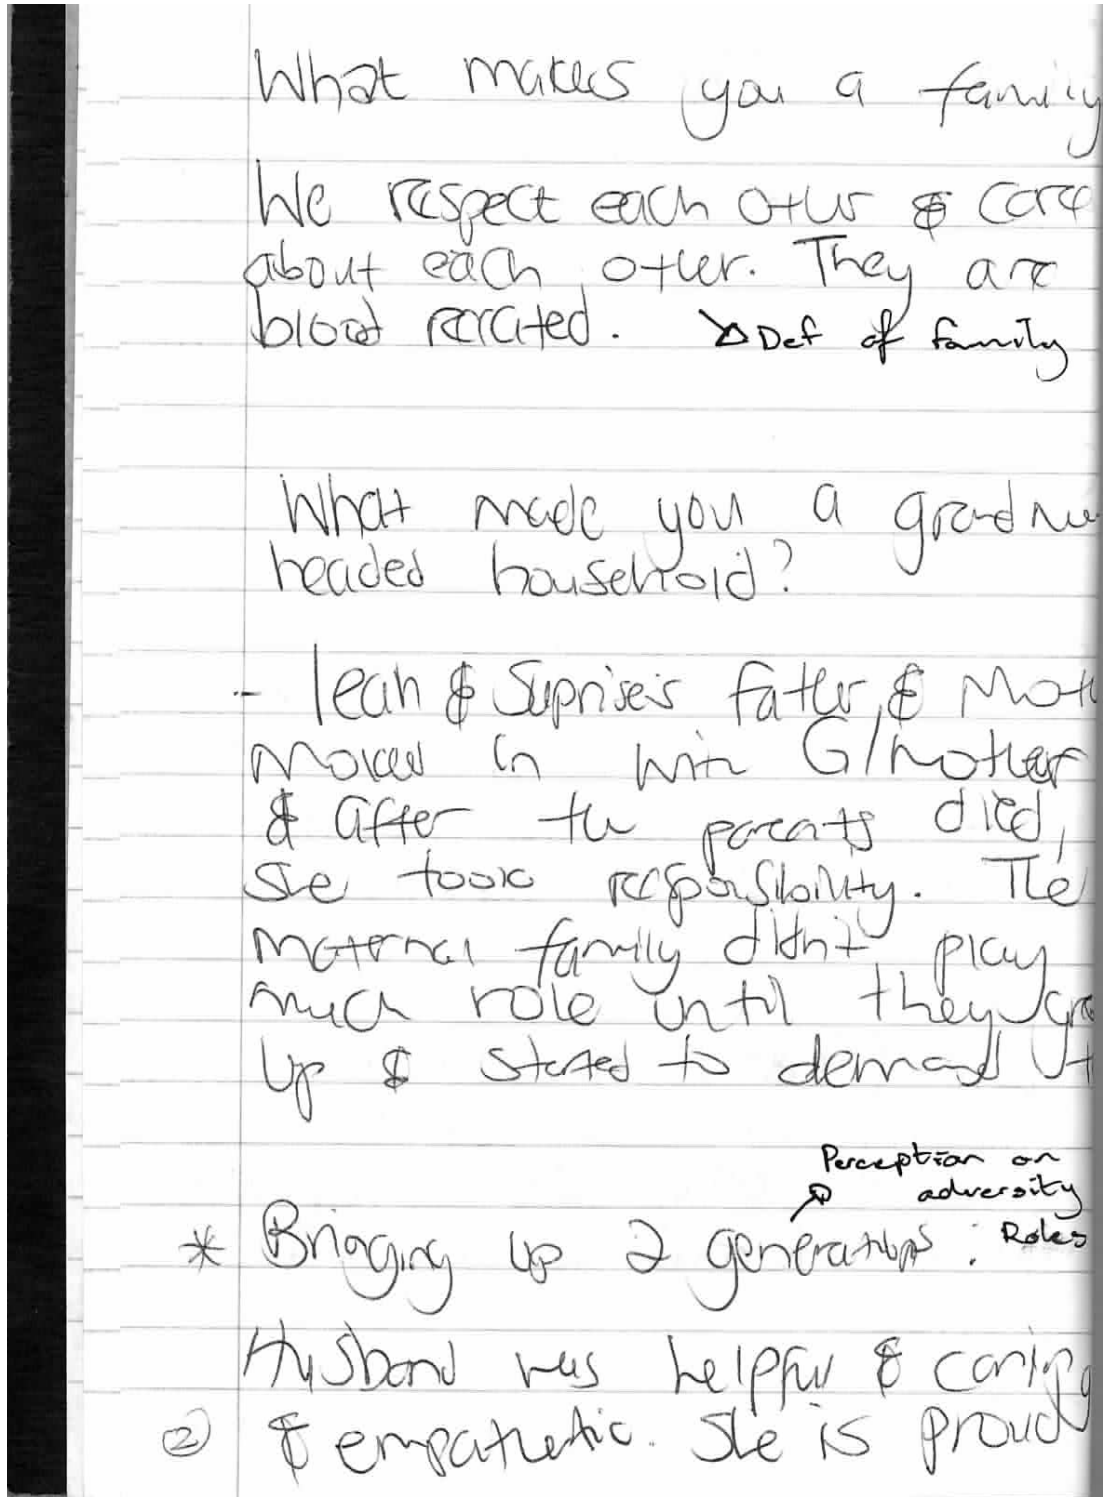 What makes you a family
We respect each other & care
about each other. They are
blood related. → Def of family
What made you a grandmo
headed household?
- Leah & Suprise's father & Moth
Moved in with G/Mother
& after the parents died,
She took responsibility. The
maternal family didn't play
much role until they gro
up & started to demand t
Perception on
adversity
* Bringing up 2 generations : Roles
Husband was helpful & caring
② & empathetic. She is proud